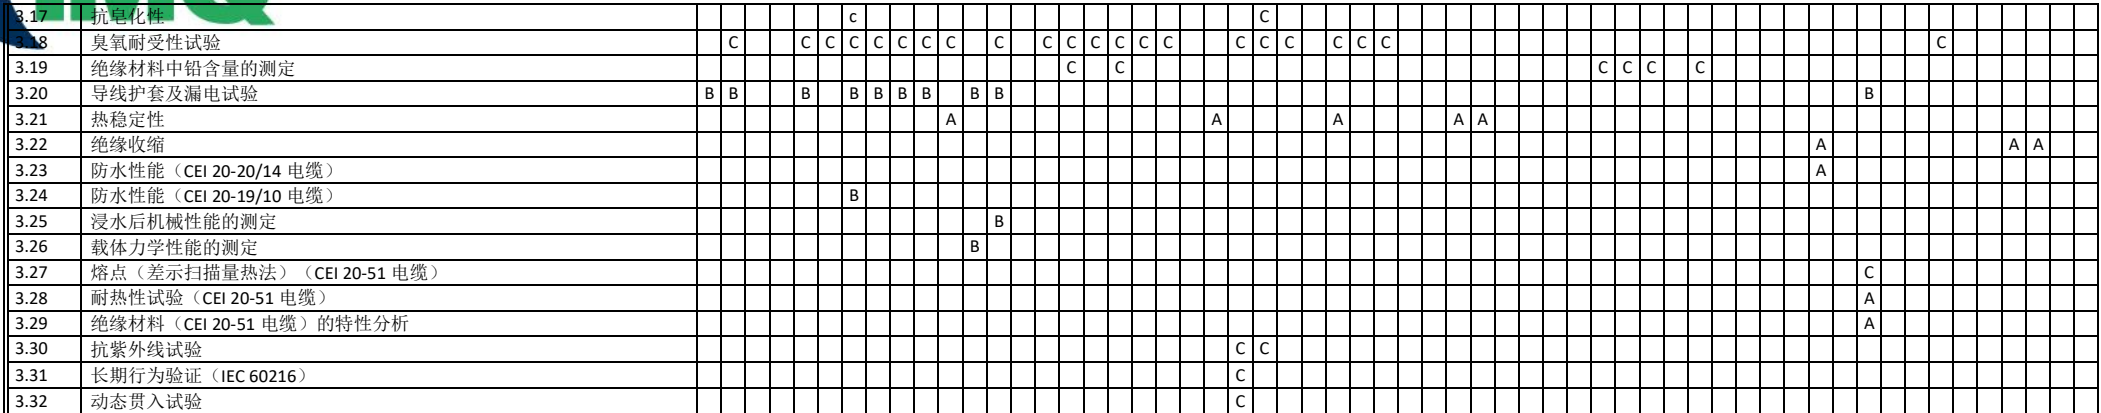 IMQ
3.17 抗皂化性 c C
3.18 臭氧耐受性试验 C C C C C C C C C C C C C C C C C C C C C C C
3.19 绝缘材料中铅含量的测定 C C C C C C
3.20 导线护套及漏电试验 B B B B B B B B B B
3.21 热稳定性 A A A A A
3.22 绝缘收缩 A A A
3.23 防水性能（CEI 20-20/14 电缆） A
3.24 防水性能（CEI 20-19/10 电缆） B
3.25 浸水后机械性能的测定 B
3.26 载体力学性能的测定 B
3.27 熔点（差示扫描量热法）（CEI 20-51 电缆） C
3.28 耐热性试验（CEI 20-51 电缆） A
3.29 绝缘材料（CEI 20-51 电缆）的特性分析 A
3.30 抗紫外线试验 C C
3.31 长期行为验证（IEC 60216） C
3.32 动态贯入试验 C